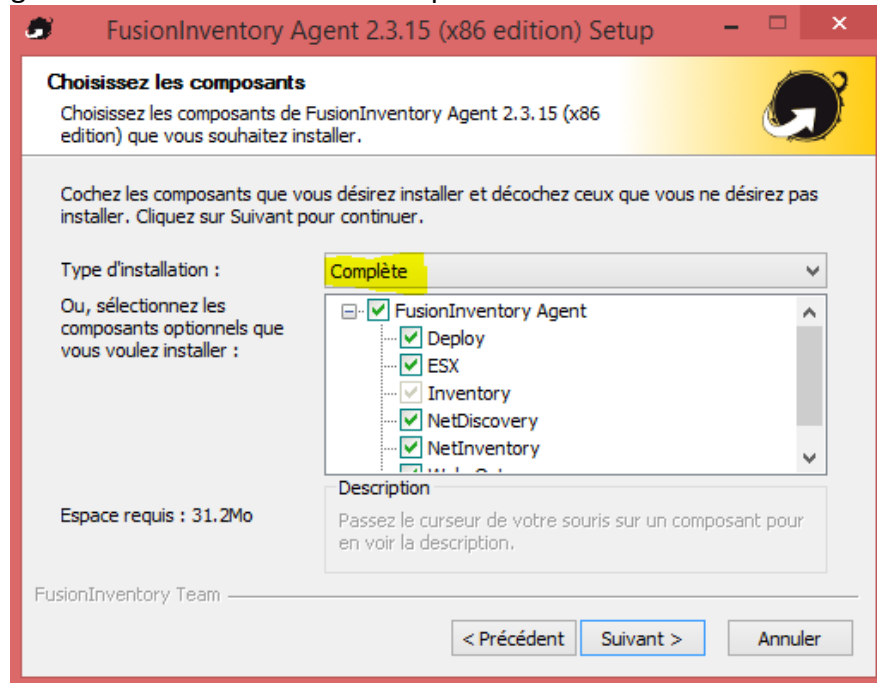 FusionInventory Agent 2.3.15 (x86 edition) Setup
Choisissez les composants
Choisissez les composants de FusionInventory Agent 2.3.15 (x86
edition) que vous souhaitez installer.
Cochez les composants que vous désirez installer et décochez ceux que vous ne désirez pas
installer. Cliquez sur Suivant pour continuer.
Type d'installation :
Complète
Ou, sélectionnez les
composants optionnels que
vous voulez installer :
FusionInventory Agent
Deploy
ESX
Inventory
NetDiscovery
NetInventory
Description
Espace requis : 31.2Mo
Passez le curseur de votre souris sur un composant pour
en voir la description.
FusionInventory Team
< Précédent
Suivant >
Annuler